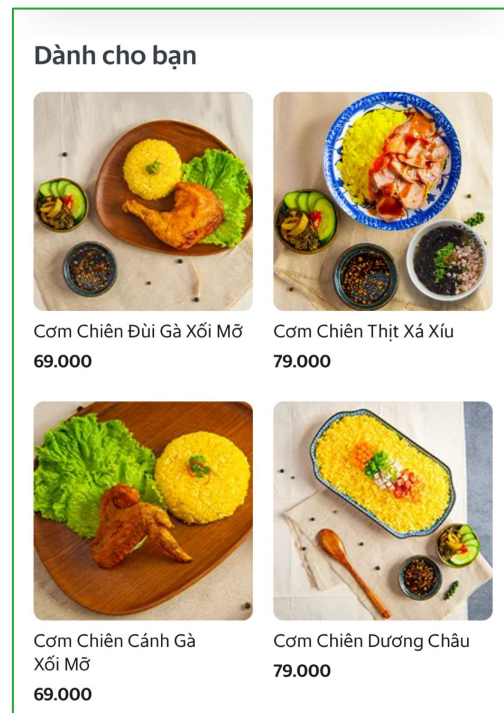 Dành cho bạn
Cơm Chiên Đùi Gà Xối Mỡ
69.000
Cơm Chiên Thịt Xá Xíu
79.000
Cơm Chiên Cánh Gà
Xối Mỡ
69.000
Cơm Chiên Dương Châu
79.000